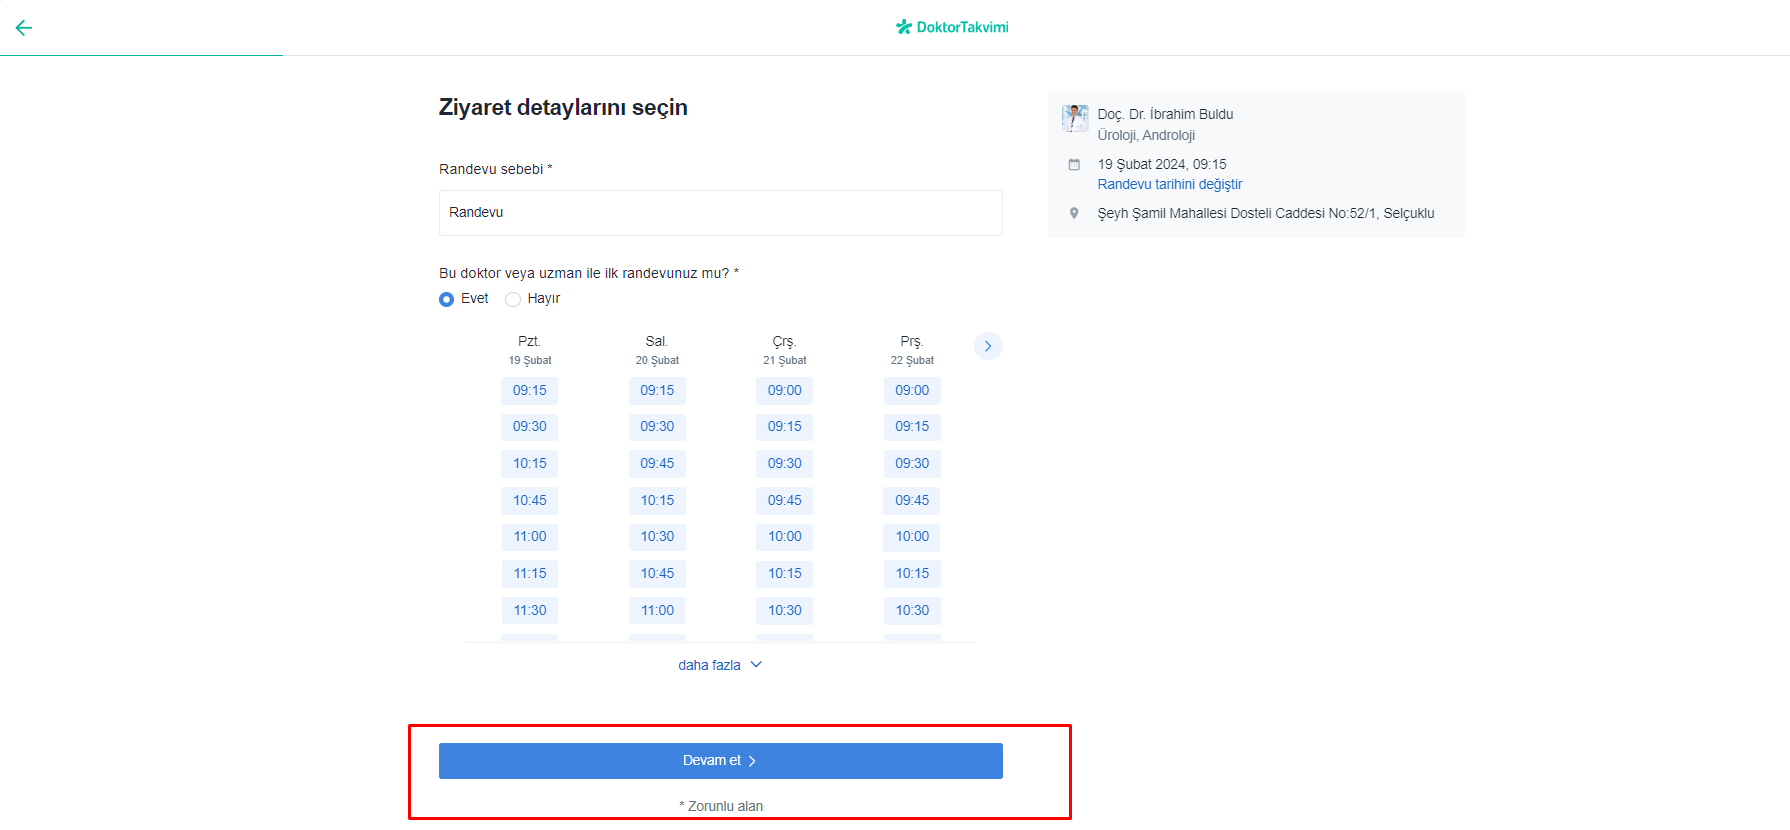 DoktorTakvimi
Ziyaret detaylarını seçin
Randevu sebebi *
Randevu
Bu doktor veya uzman ile ilk randevunuz mu? *
Evet Hayır
Pzt. Sal. Çrş. Prş.
19 Şubat 20 Şubat 21 Şubat 22 Şubat
09:15 09:15 09:00 09:00
09:30 09:30 09:15 09:15
10:15 09:45 09:30 09:30
10:45 10:15 09:45 09:45
11:00 10:30 10:00 10:00
11:15 10:45 10:15 10:15
11:30 11:00 10:30 10:30
daha fazla
Devam et
* Zorunlu alan
Doç. Dr. İbrahim Buldu
Üroloji, Androloji
19 Şubat 2024, 09:15
Randevu tarihini değiştir
Şeyh Şamil Mahallesi Dosteli Caddesi No:52/1, Selçuklu